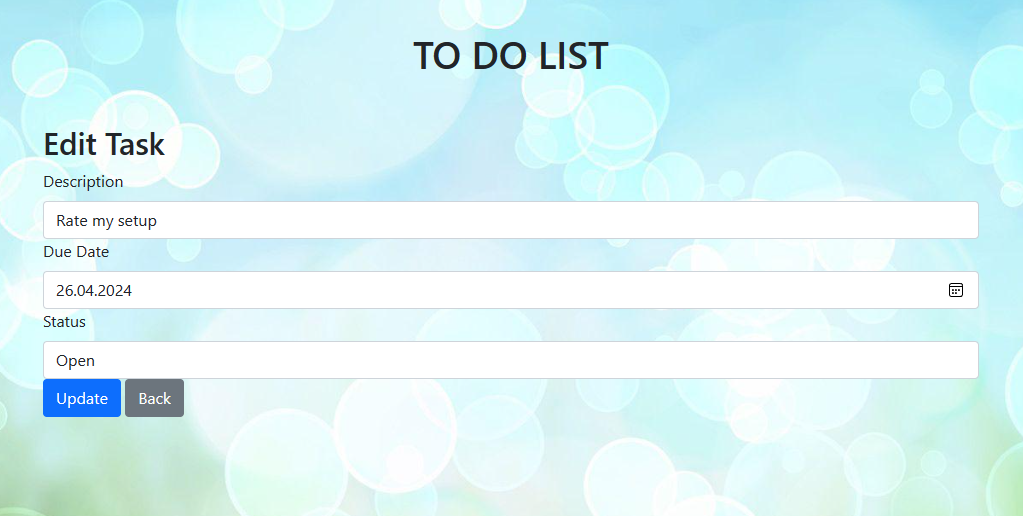 TO DO LIST
Edit Task
Description
Rate my setup
Due Date
26.04.2024
Status
Open
Update Back